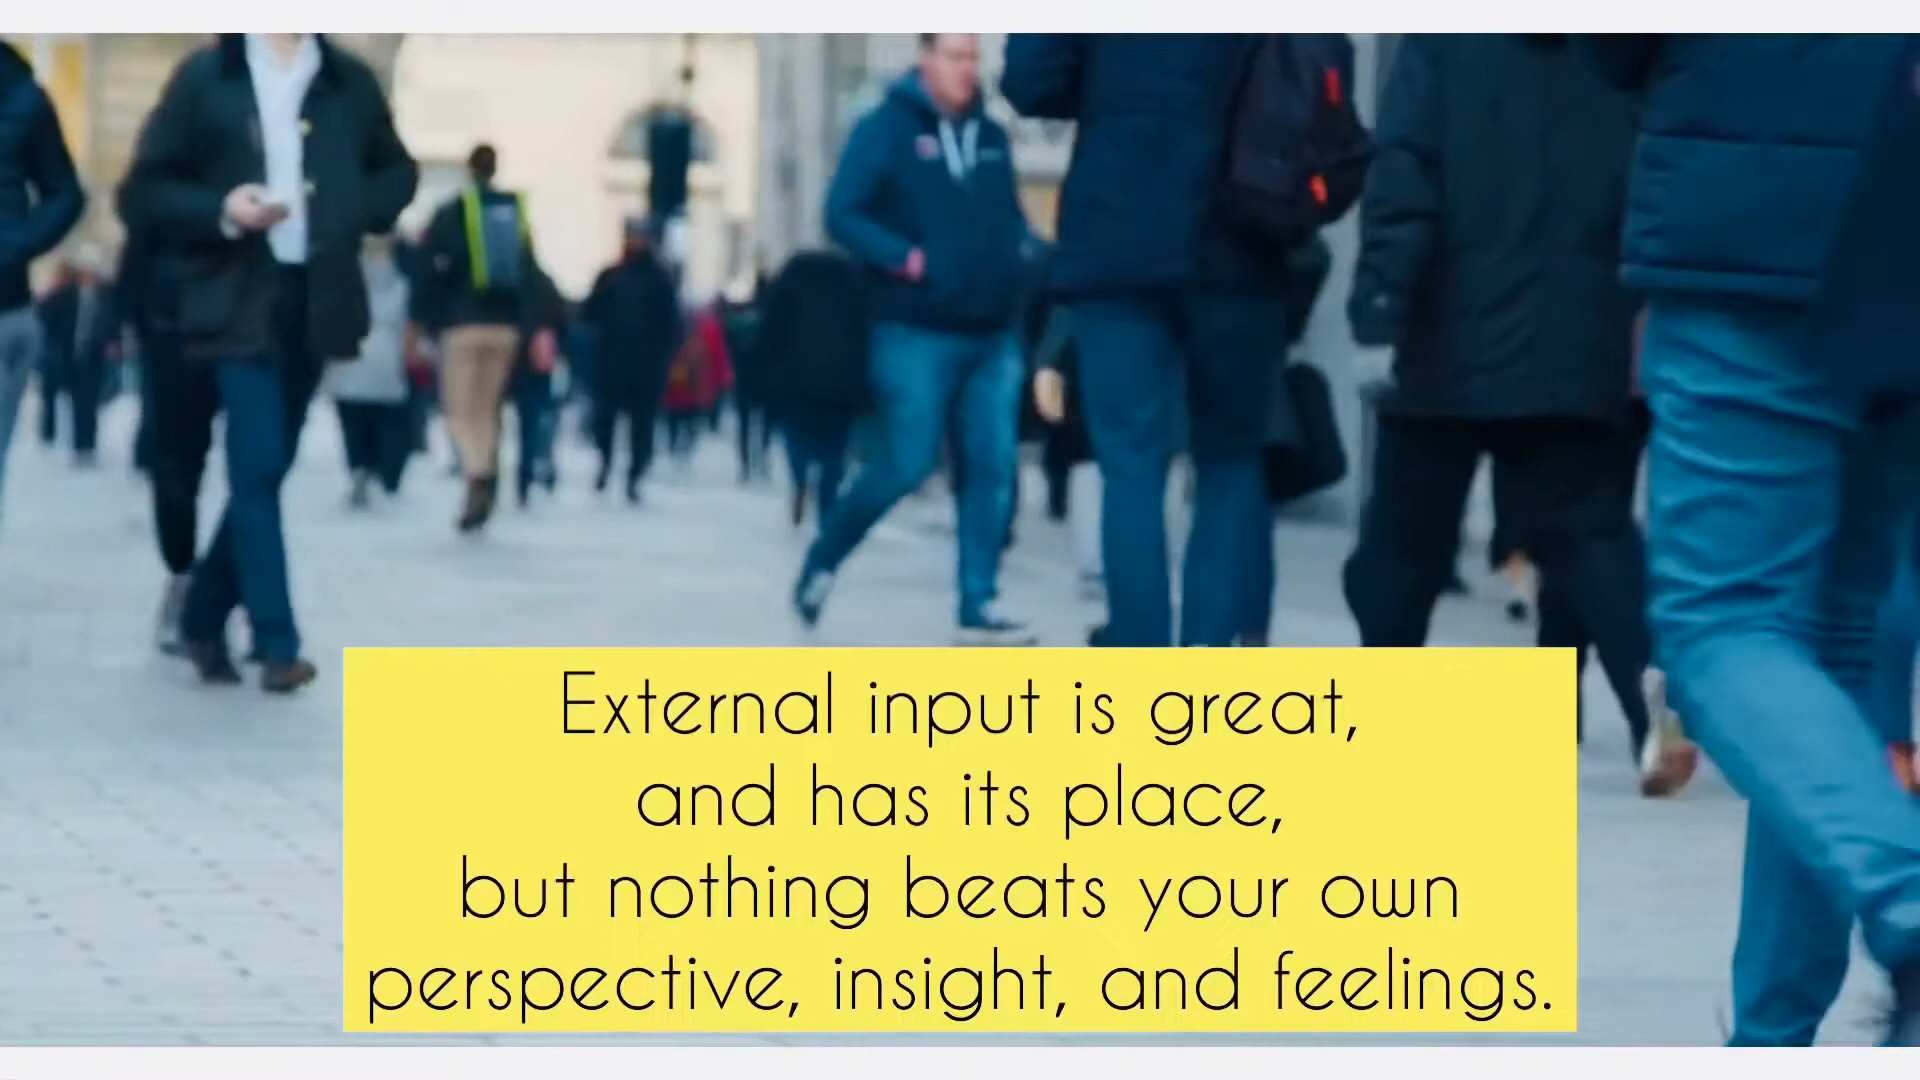 External input is great,
and has its place,
but nothing beats your own
perspective, insight, and feelings.